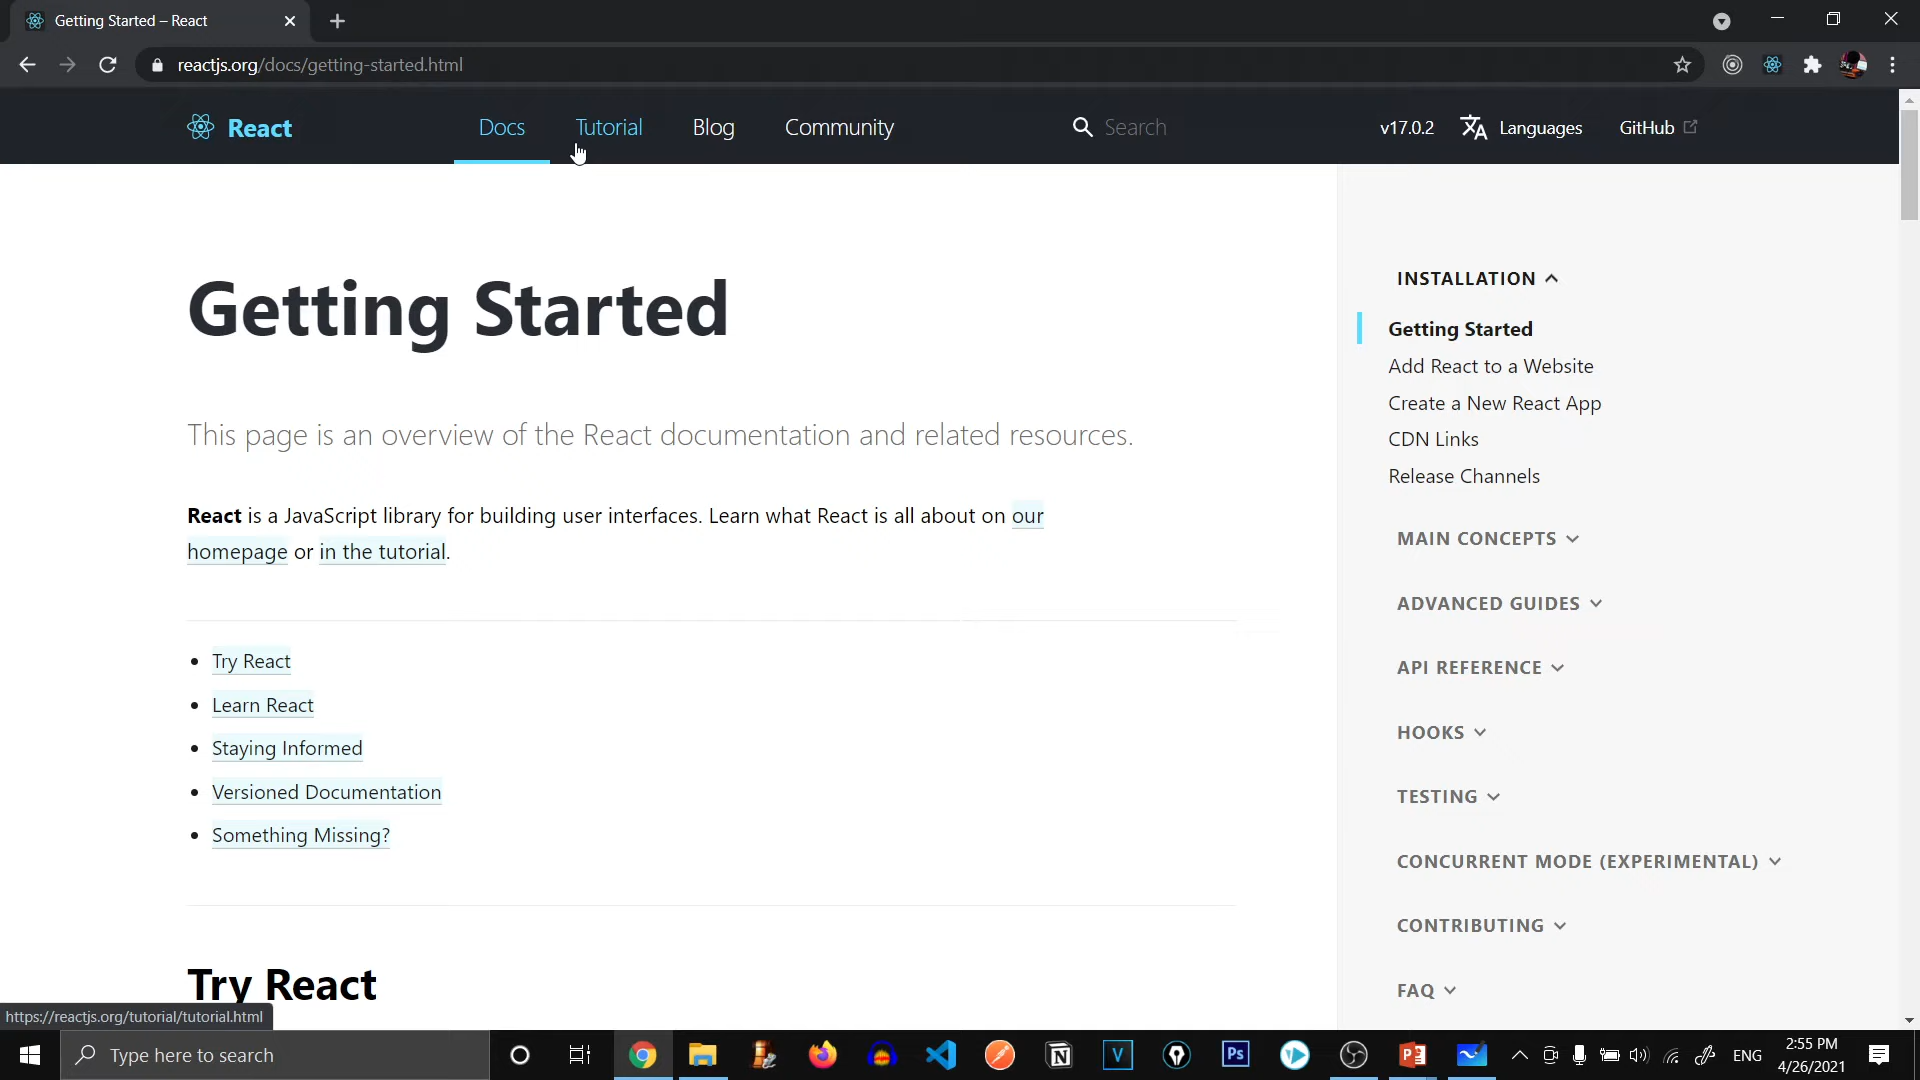 Getting Started – React
reactjs.org/docs/getting-started.html
React
Docs
Tutorial
Blog
Community
Search
v17.0.2
Languages
GitHub
Getting Started
This page is an overview of the React documentation and related resources.
React is a JavaScript library for building user interfaces. Learn what React is all about on our
homepage or in the tutorial.
Try React
Learn React
Staying Informed
Versioned Documentation
Something Missing?
Try React
INSTALLATION
Getting Started
Add React to a Website
Create a New React App
CDN Links
Release Channels
MAIN CONCEPTS
ADVANCED GUIDES
API REFERENCE
HOOKS
TESTING
CONCURRENT MODE (EXPERIMENTAL)
CONTRIBUTING
FAQ
https://reactjs.org/tutorial/tutorial.html
Type here to search
ENG
2:55 PM
4/26/2021